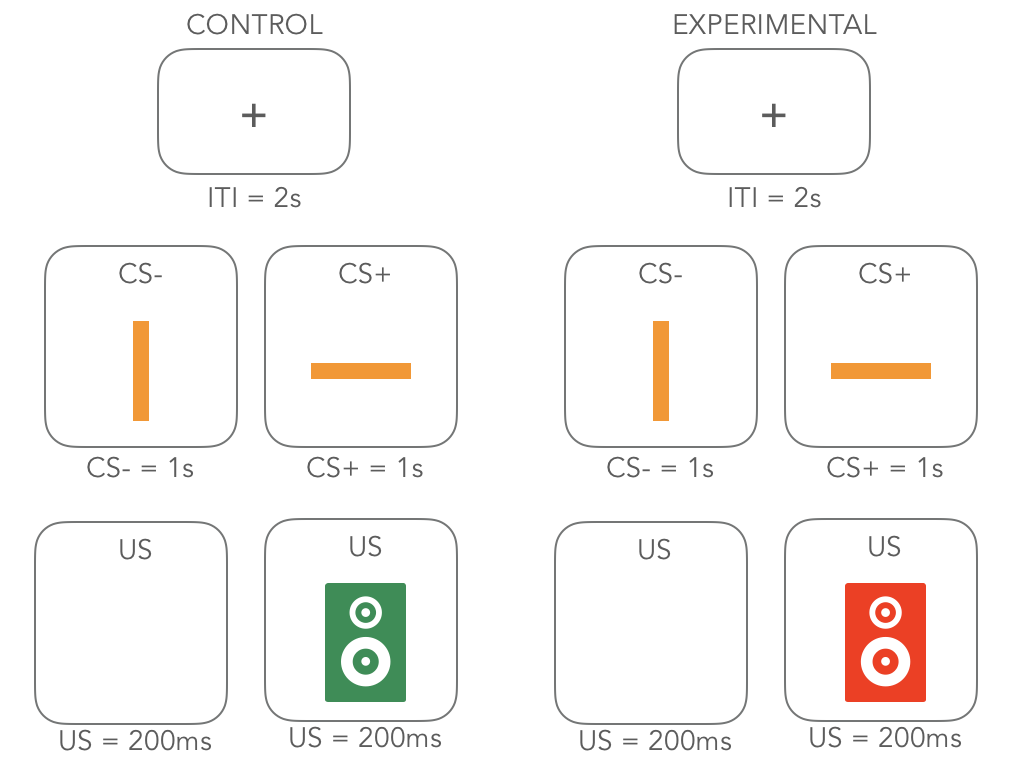 CONTROL
EXPERIMENTAL
+
+
ITI = 2s
ITI = 2s
CS-
CS+
CS-
CS+
CS- = 1s
CS+ = 1s
CS- = 1s
CS+ = 1s
US
US
US
US
US = 200ms
US = 200ms
US = 200ms
US = 200ms